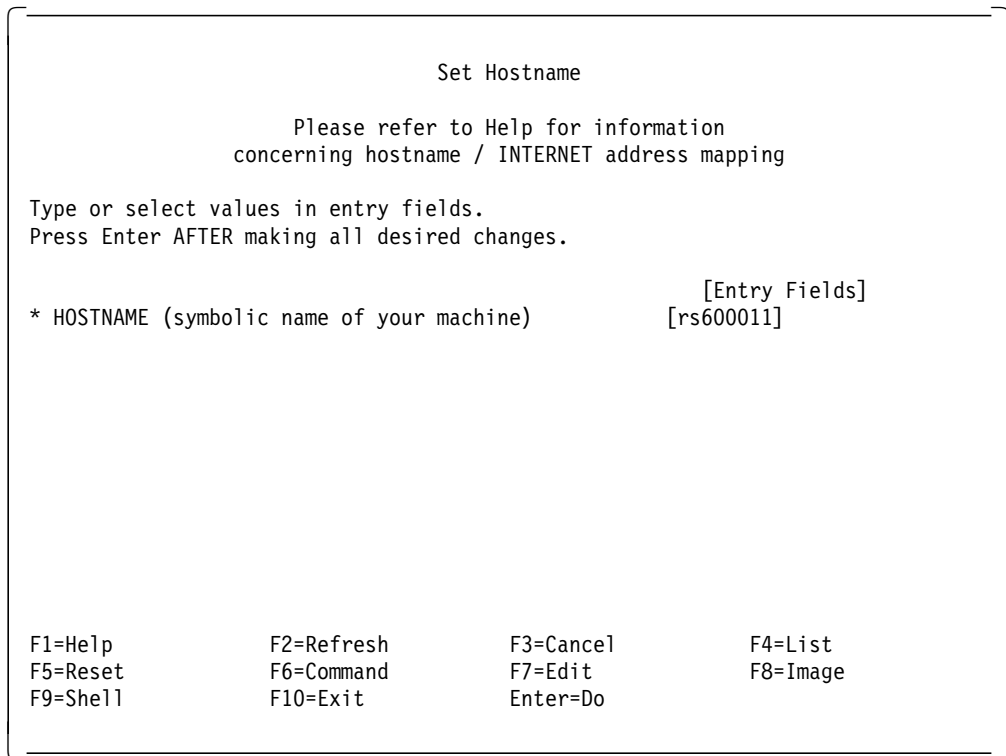 Set Hostname
Please refer to Help for information
concerning hostname / INTERNET address mapping
Type or select values in entry fields.
Press Enter AFTER making all desired changes.
[Entry Fields]
* HOSTNAME (symbolic name of your machine) [rs600011]
F1=Help F2=Refresh F3=Cancel F4=List
F5=Reset F6=Command F7=Edit F8=Image
F9=Shell F10=Exit Enter=Do